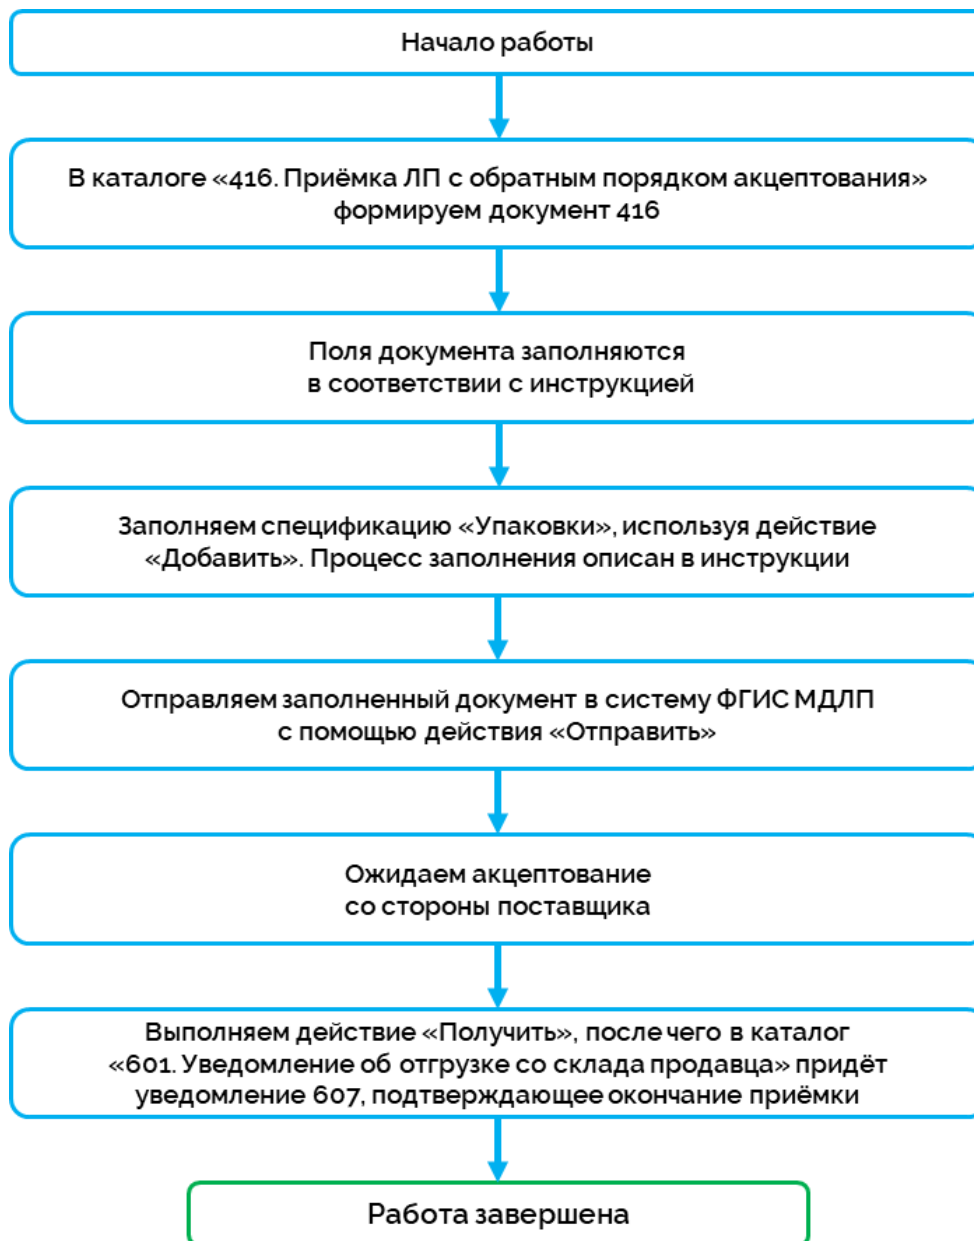 Начало работы
В каталоге «416. Приёмка ЛП с обратным порядком акцептования»
формируем документ 416
Поля документа заполняются
в соответствии с инструкцией
Заполняем спецификацию «Упаковки», используя действие
«Добавить». Процесс заполнения описан в инструкции
Отправляем заполненный документ в систему ФГИС МДЛП
с помощью действия «Отправить»
Ожидаем акцептование
со стороны поставщика
Выполняем действие «Получить», после чего в каталог
«601. Уведомление об отгрузке со склада продавца» придёт
уведомление 607, подтверждающее окончание приёмки
Работа завершена